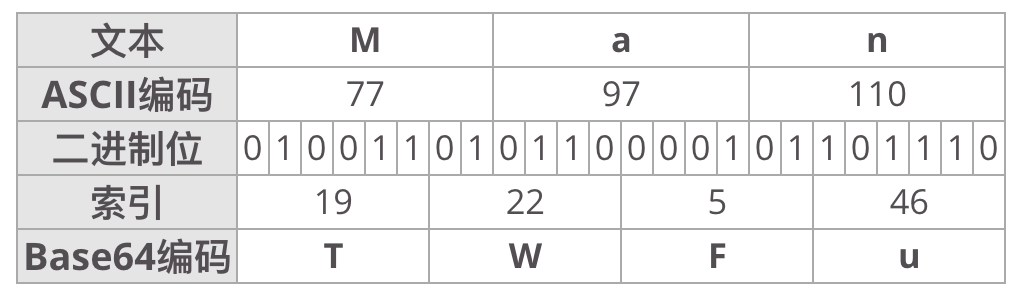 文本 M a n
ASCII编码 77 97 110
二进制位 0 1 0 0 1 1 0 1 0 1 1 0 0 0 0 1 0 1 1 0 1 1 1 0
索引 19 22 5 46
Base64编码 T W F u